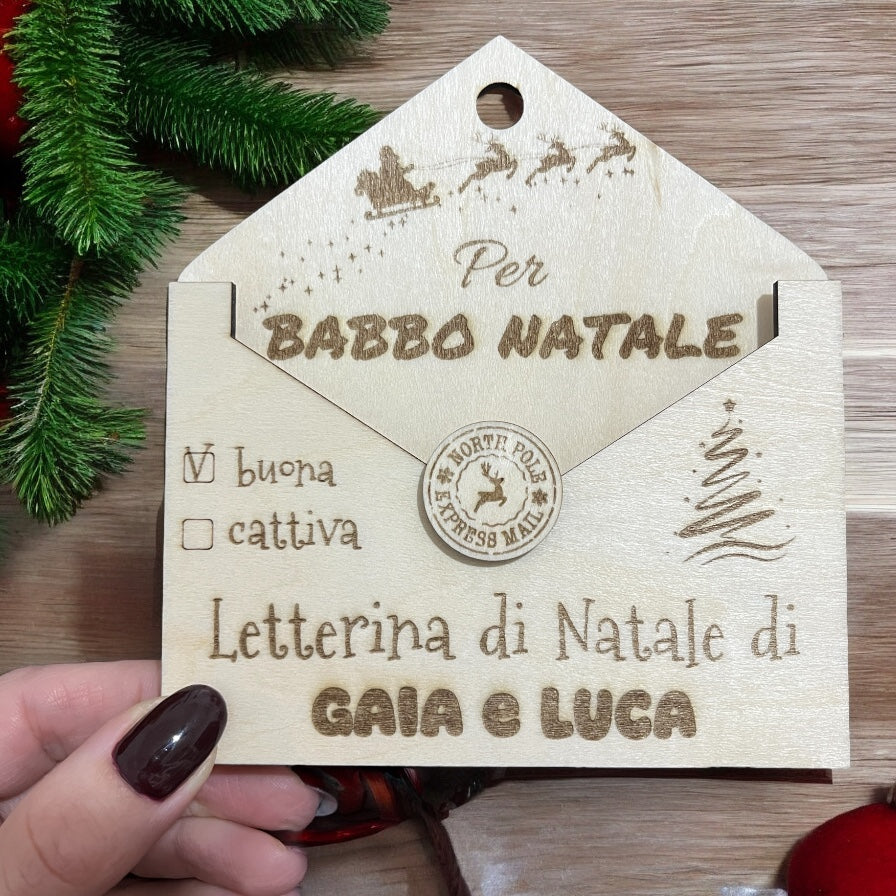 Per
BABBO NATALE
V buona
cattiva
NORTH POLE
EXPRESS MAIL
Letterina di Natale di
GAIA e LUCA